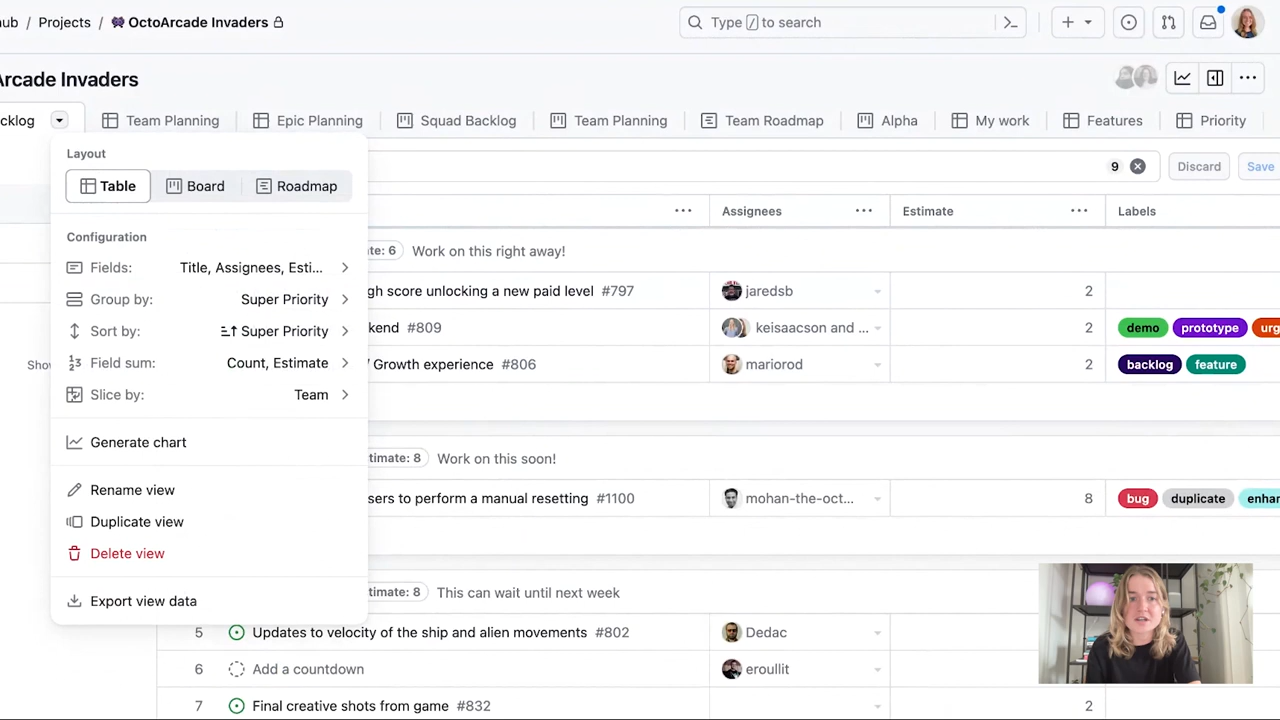 ub / Projects / OctoArcade Invaders
Type / to search
Arcade Invaders
cklog Team Planning Epic Planning Squad Backlog Team Planning Team Roadmap Alpha My work Features Priority
Layout
Table Board Roadmap
9 Discard Save
Configuration
Fields: Title, Assignees, Esti...
Group by: Super Priority
Sort by: Super Priority
Field sum: Count, Estimate
Slice by: Team
Generate chart
Rename view
Duplicate view
Delete view
Export view data
Show
Assignees Estimate Labels
ate: 6 Work on this right away!
gh score unlocking a new paid level #797 jaredsb 2
kend #809 keisaacson and ... 2 demo prototype urg
/ Growth experience #806 mariorod 2 backlog feature
timate: 8 Work on this soon!
sers to perform a manual resetting #1100 mohan-the-oct... 8 bug duplicate enhan
timate: 8 This can wait until next week
5 Updates to velocity of the ship and alien movements #802 Dedac
6 Add a countdown eroullit
7 Final creative shots from game #832 2